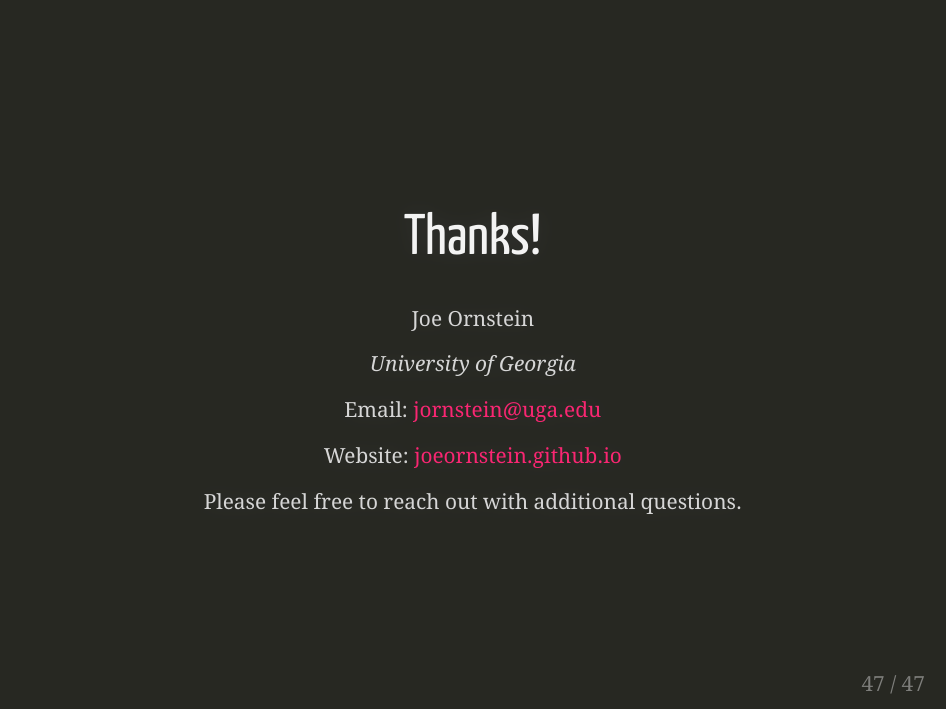 Thanks!
Joe Ornstein
University of Georgia
Email: jornstein@uga.edu
Website: joeornstein.github.io
Please feel free to reach out with additional questions.
47 / 47